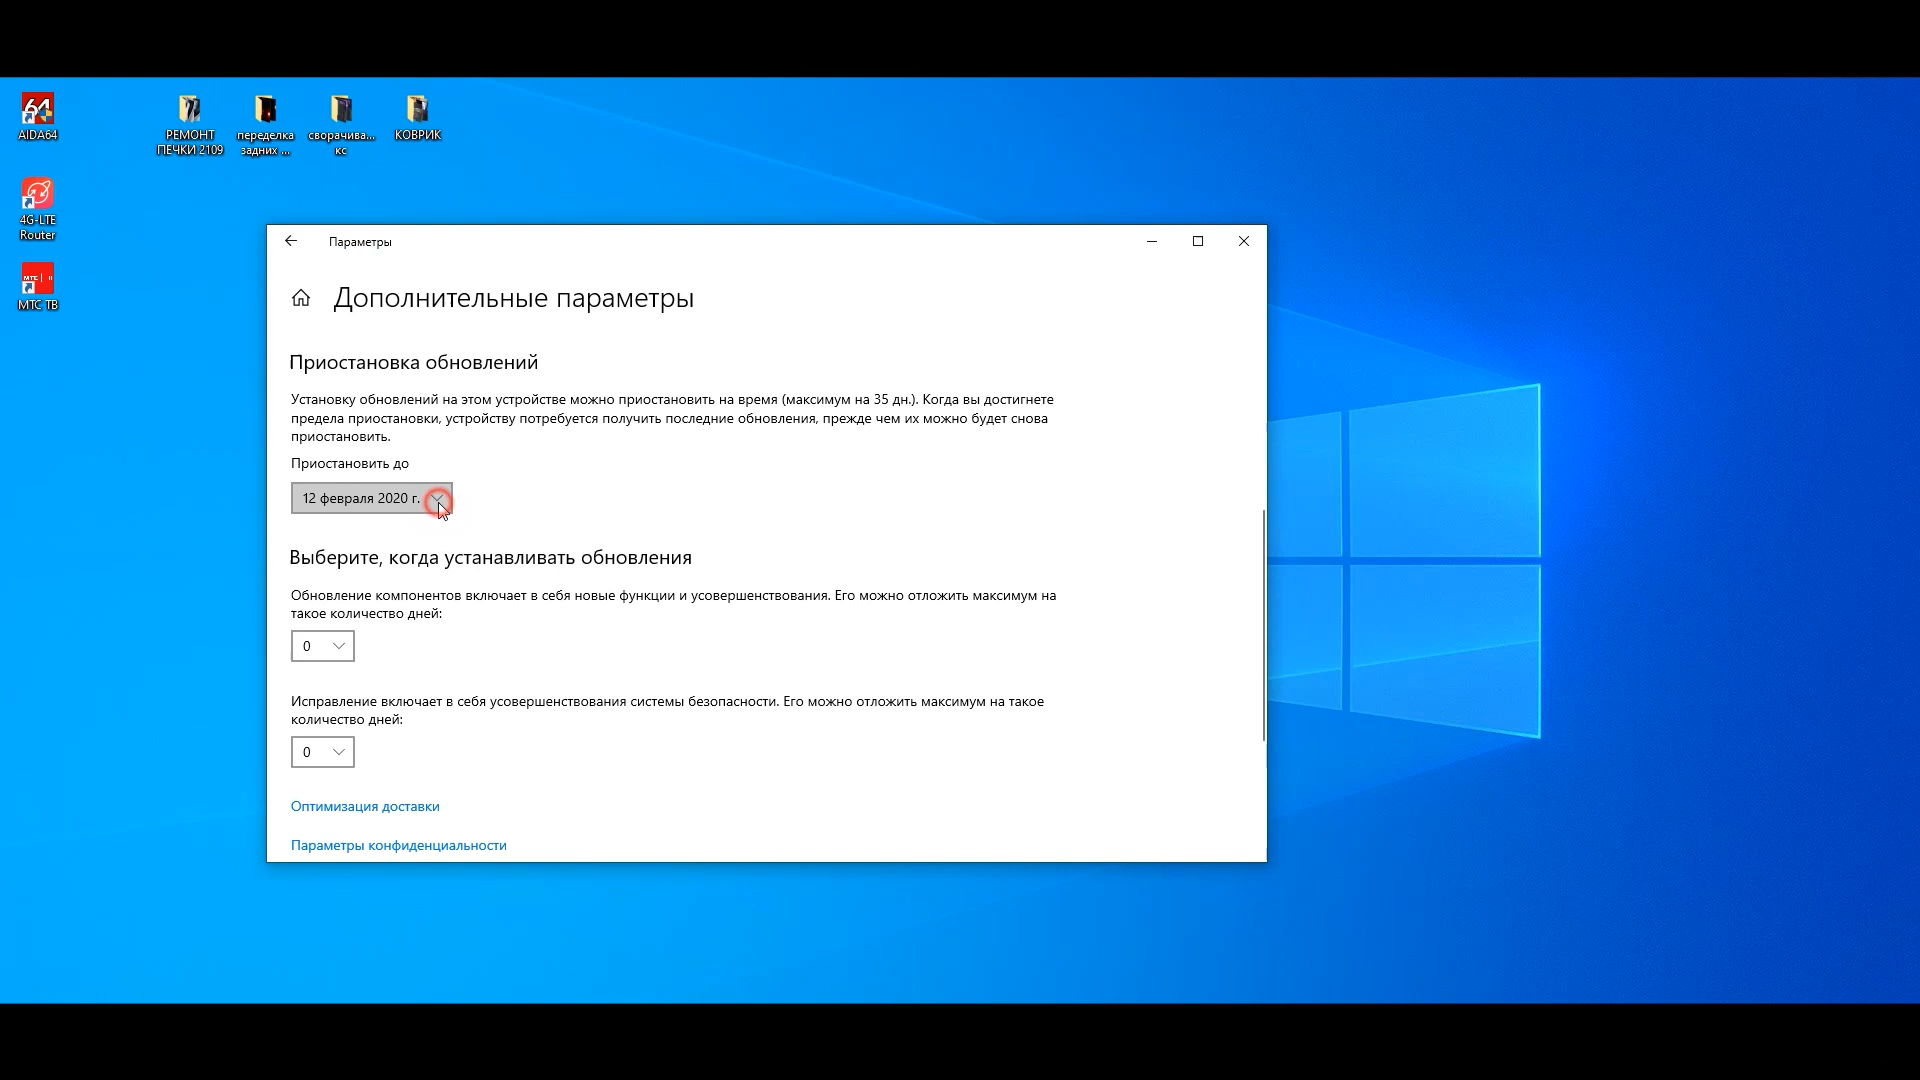 64
AIDA64
РЕМОНТ
ПЕЧКИ 2109
переделка
задних ...
сворачива...
кс
КОВРИК
4G-LTE
Router
МТС ТВ
Параметры
Дополнительные параметры
Приостановка обновлений
Установку обновлений на этом устройстве можно приостановить на время (максимум на 35 дн.). Когда вы достигнете
предела приостановки, устройству потребуется получить последние обновления, прежде чем их можно будет снова
приостановить.
Приостановить до
12 февраля 2020 г.
Выберите, когда устанавливать обновления
Обновление компонентов включает в себя новые функции и усовершенствования. Его можно отложить максимум на
такое количество дней:
0
Исправление включает в себя усовершенствования системы безопасности. Его можно отложить максимум на такое
количество дней:
0
Оптимизация доставки
Параметры конфиденциальности